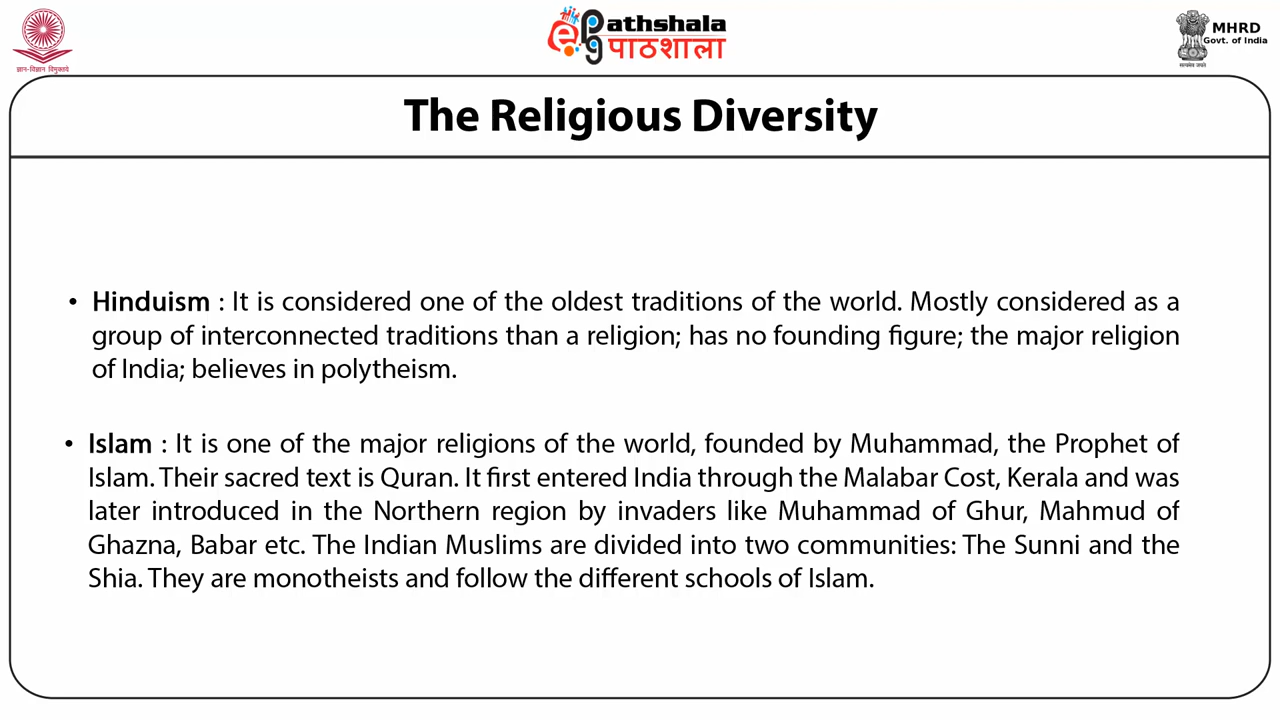 ज्ञान-विज्ञान विमुक्तये
ePG athshala
पाठशाला
MHRD
Govt. of India
सत्यमेव जयते
The Religious Diversity
• Hinduism : It is considered one of the oldest traditions of the world. Mostly considered as a
group of interconnected traditions than a religion; has no founding figure; the major religion
of India; believes in polytheism.
• Islam : It is one of the major religions of the world, founded by Muhammad, the Prophet of
Islam. Their sacred text is Quran. It first entered India through the Malabar Cost, Kerala and was
later introduced in the Northern region by invaders like Muhammad of Ghur, Mahmud of
Ghazna, Babar etc. The Indian Muslims are divided into two communities: The Sunni and the
Shia. They are monotheists and follow the different schools of Islam.